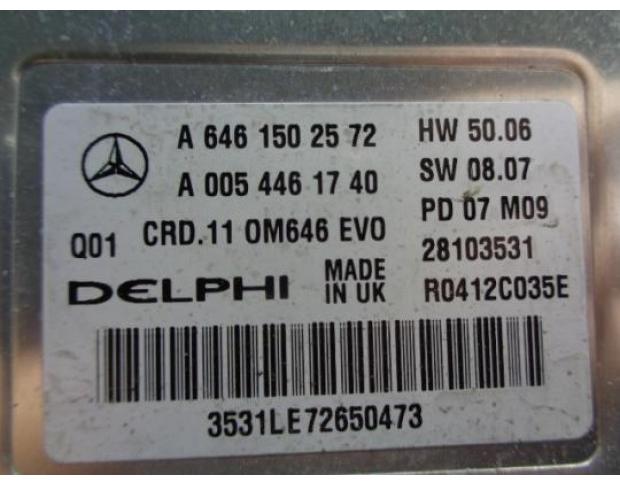 A 646 150 25 72 HW 50.06
A 005 446 17 40 SW 08.07
Q01 CRD.11 OM646 EVO PD 07 M09
28103531
DELPHI MADE IN UK R0412C035E
3531LE72650473